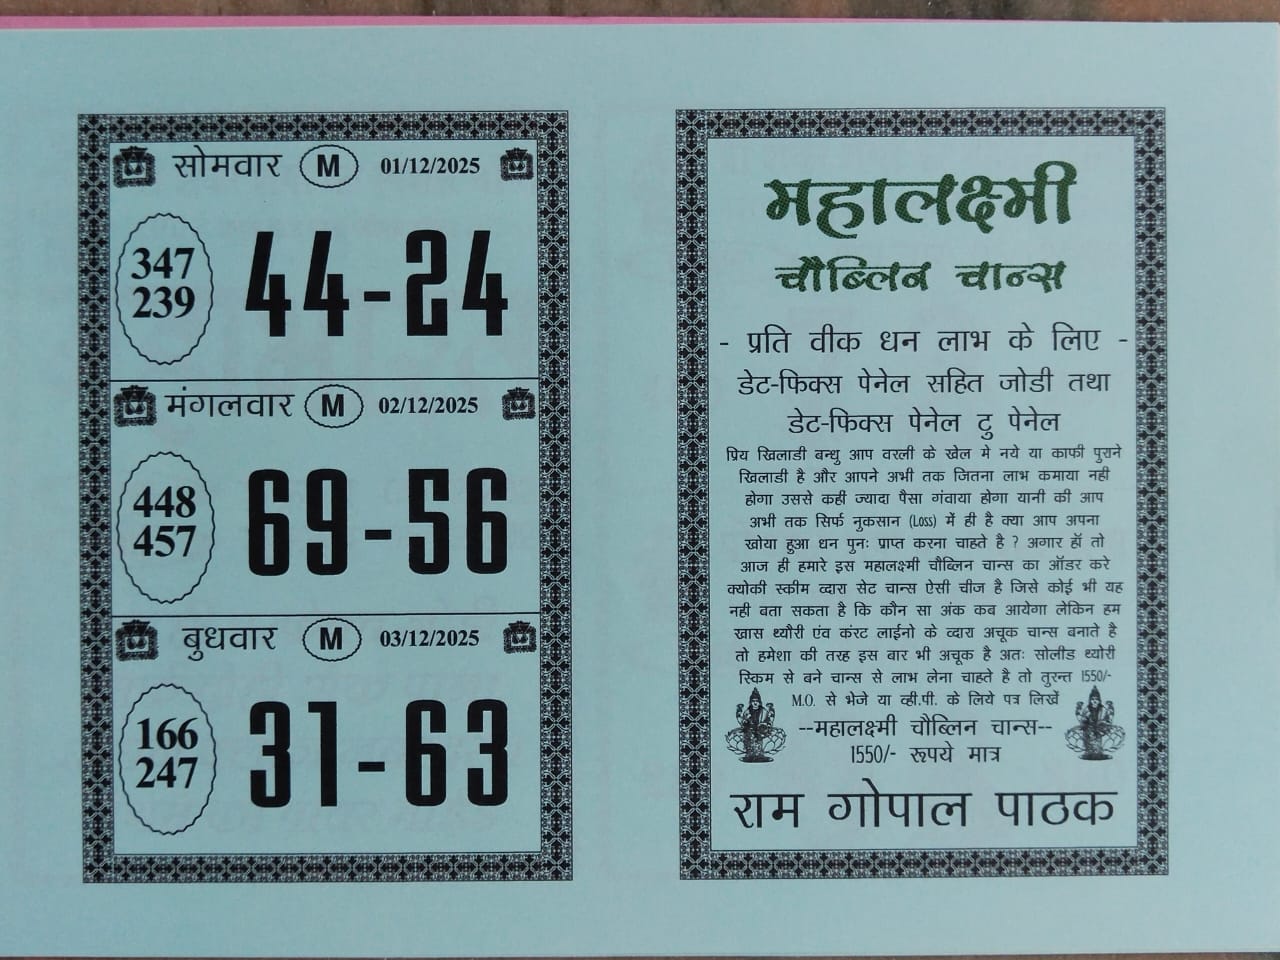 सोमवार M 01/12/2025
347
239
44-24
मंगलवार M 02/12/2025
448
457
69-56
बुधवार M 03/12/2025
166
247
31-63
महालक्ष्मी
चौब्लिन चान्स
- प्रति वीक धन लाभ के लिए -
डेट-फिक्स पेनेल सहित जोडी तथा
डेट-फिक्स पेनेल टु पेनेल
प्रिय खिलाडी बन्धु आप वरली के खेल मे नये या काफी पुराने
खिलाडी है और आपने अभी तक जितना लाभ कमाया नही
होगा उससे कही ज्यादा पैसा गंवाया होगा यानी की आप
अभी तक सिर्फ नुकसान (Loss) में ही है क्या आप अपना
खोया हुआ धन पुनः प्राप्त करना चाहते है ? अगार हॉ तो
आज ही हमारे इस महालक्ष्मी चौब्लिन चान्स का ऑडर करे
क्योकी स्कीम व्दारा सेट चान्स ऐसी चीज है जिसे कोई भी यह
नही बता सकता है कि कौन सा अंक कब आयेगा लेकिन हम
खास थ्यौरी एंव करंट लाईनो के व्दारा अचूक चान्स बनाते है
तो हमेशा की तरह इस बार भी अचूक है अतः सोलीड थ्योरी
स्किम से बने चान्स से लाभ लेना चाहते है तो तुरन्त 1550/-
M.O. से भेजे या व्ही.पी. के लिये पत्र लिखें
--महालक्ष्मी चौब्लिन चान्स--
1550/- रूपये मात्र
राम गोपाल पाठक